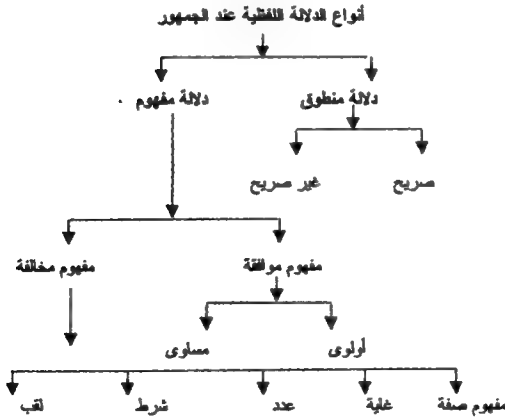 أنواع الدلالة اللفظية عند الجمهور
دلالة منطوق
دلالة مفهوم
صريح
غير صريح
مفهوم موافقة
مفهوم مخالفة
أولوى
مساوى
مفهوم صفة
غاية
عدد
شرط
لقب